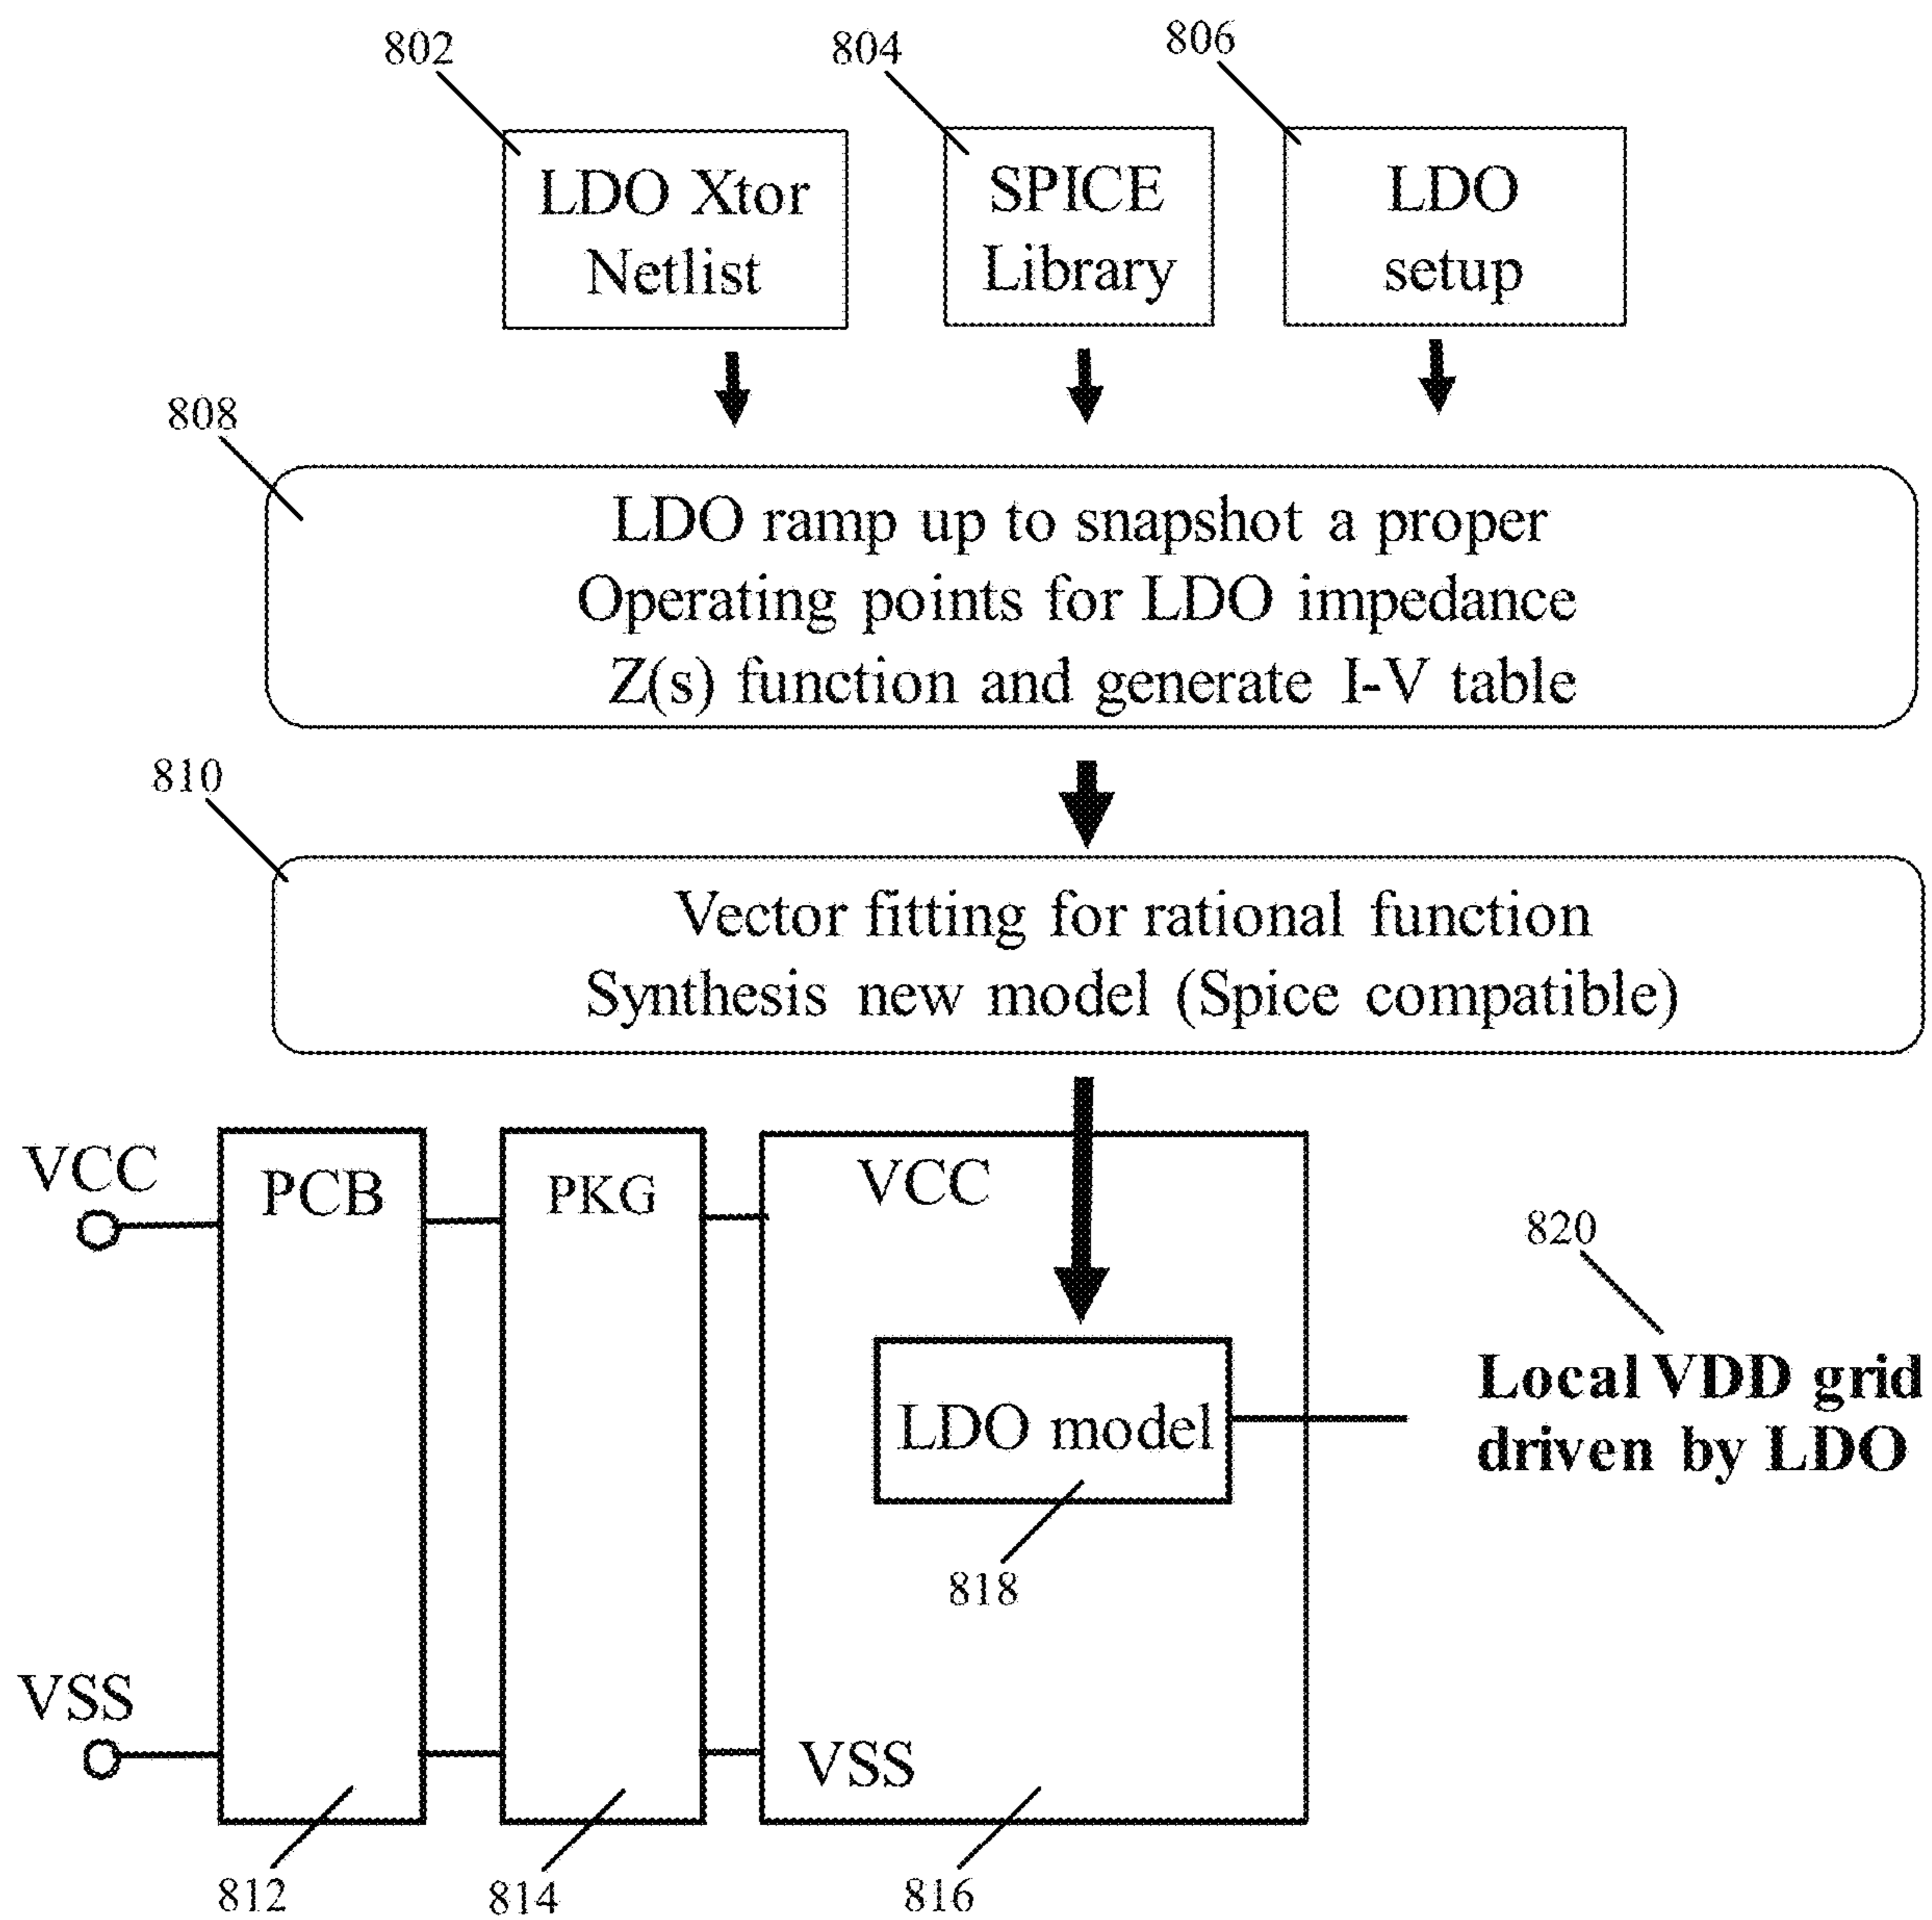 802
804
806
LDO Xtor
Netlist
SPICE
Library
LDO
setup
808
LDO ramp up to snapshot a proper
Operating points for LDO impedance
Z(s) function and generate I-V table
810
Vector fitting for rational function
Synthesis new model (Spice compatible)
VCC
PCB
PKG
VCC
820
Local VDD grid
driven by LDO
LDO model
818
VSS
VSS
812
814
816